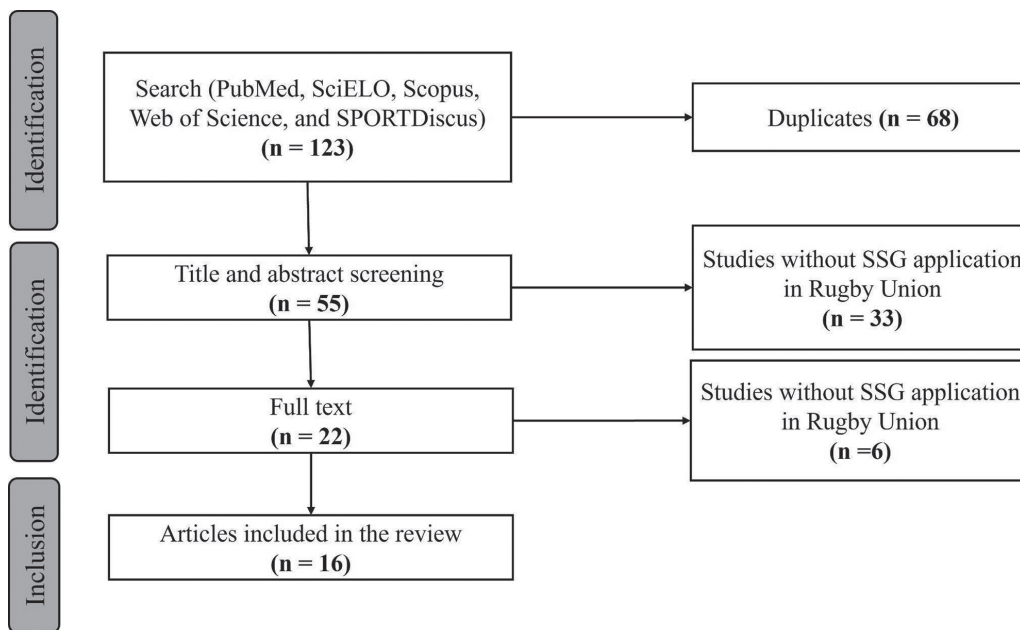 Identification
Search (PubMed, SciELO, Scopus,
Web of Science, and SPORTDiscus)
(n = 123)
Duplicates (n = 68)
Identification
Title and abstract screening
(n = 55)
Studies without SSG application
in Rugby Union
(n = 33)
Full text
(n = 22)
Studies without SSG application
in Rugby Union
(n =6)
Inclusion
Articles included in the review
(n = 16)